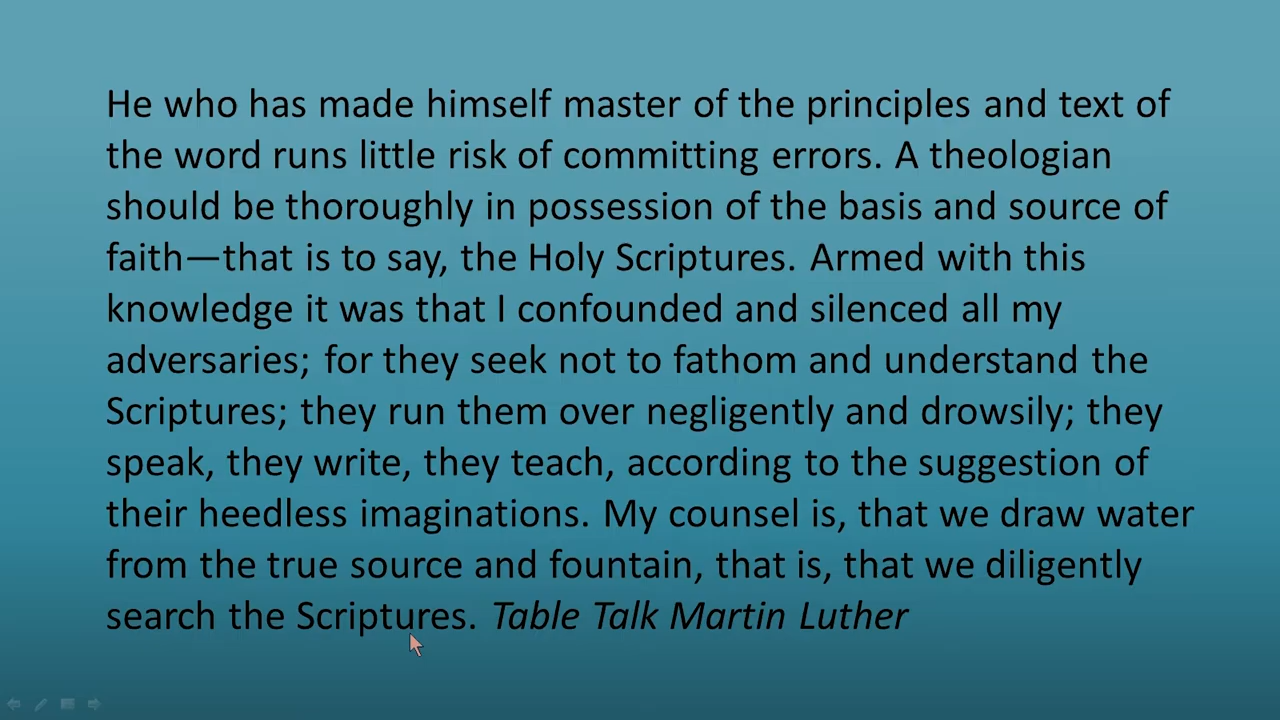 He who has made himself master of the principles and text of
the word runs little risk of committing errors. A theologian
should be thoroughly in possession of the basis and source of
faith—that is to say, the Holy Scriptures. Armed with this
knowledge it was that I confounded and silenced all my
adversaries; for they seek not to fathom and understand the
Scriptures; they run them over negligently and drowsily; they
speak, they write, they teach, according to the suggestion of
their heedless imaginations. My counsel is, that we draw water
from the true source and fountain, that is, that we diligently
search the Scriptures. Table Talk Martin Luther